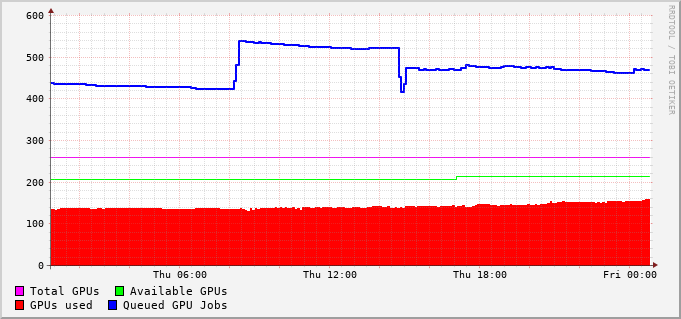 RRDTOOL / TOBI OETIKER
600
500
400
300
200
100
0
Thu 06:00 Thu 12:00 Thu 18:00 Fri 00:00
Total GPUs Available GPUs
GPUs used Queued GPU Jobs